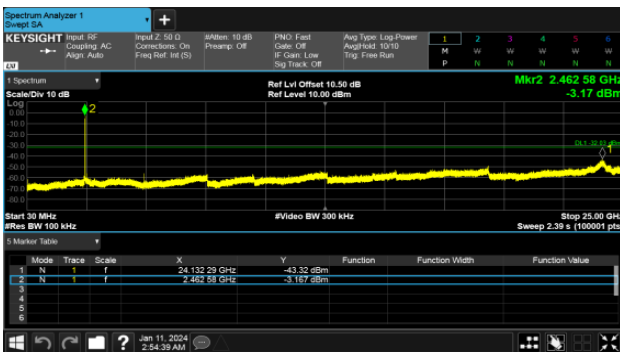 Spectrum Analyzer 1
Swept SA
+
KEYSIGHT Input: RF Input Z: 50 Ω #Atten: 10 dB PNO: Fast Avg Type: Log-Power 1 2 3 4 5 6
Coupling: AC Corrections: On Preamp: Off Gate: Off Avg|Hold: 10/10 M W W W W W
Align: Auto Freq Ref: Int (S) IF Gain: Low Trig: Free Run
Sig Track: Off P N N N N N
LXI
1 Spectrum Ref Lvl Offset 10.50 dB Mkr2 2.462 58 GHz
Scale/Div 10 dB Ref Level 10.00 dBm -3.17 dBm
Log
0.00 2
-10.0
-20.0
-30.0 DL1 -32.03 dBm
-40.0 1
-50.0
-60.0
-70.0
-80.0
Start 30 MHz #Video BW 300 kHz Stop 25.00 GHz
#Res BW 100 kHz Sweep 2.39 s (100001 pts)
5 Marker Table
Mode Trace Scale X Y Function Function Width Function Value
1 N 1 f 24.132 29 GHz -43.32 dBm
2 N 1 f 2.462 58 GHz -3.167 dBm
3
4
5
6
? Jan 11, 2024
2:54:39 AM